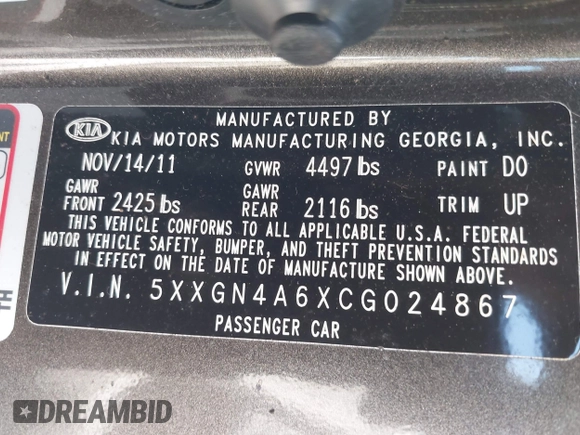 MANUFACTURED BY
KIA KIA MOTORS MANUFACTURING GEORGIA, INC.
NOV/14/11 GVWR 4497 lbs PAINT D0
GAWR GAWR
FRONT 2425 lbs REAR 2116 lbs TRIM UP
THIS VEHICLE CONFORMS TO ALL APPLICABLE U.S.A. FEDERAL
MOTOR VEHICLE SAFETY, BUMPER, AND THEFT PREVENTION STANDARDS
IN EFFECT ON THE DATE OF MANUFACTURE SHOWN ABOVE.
V.I.N. 5XXGN4A6XCG024867
PASSENGER CAR
DREAMBID